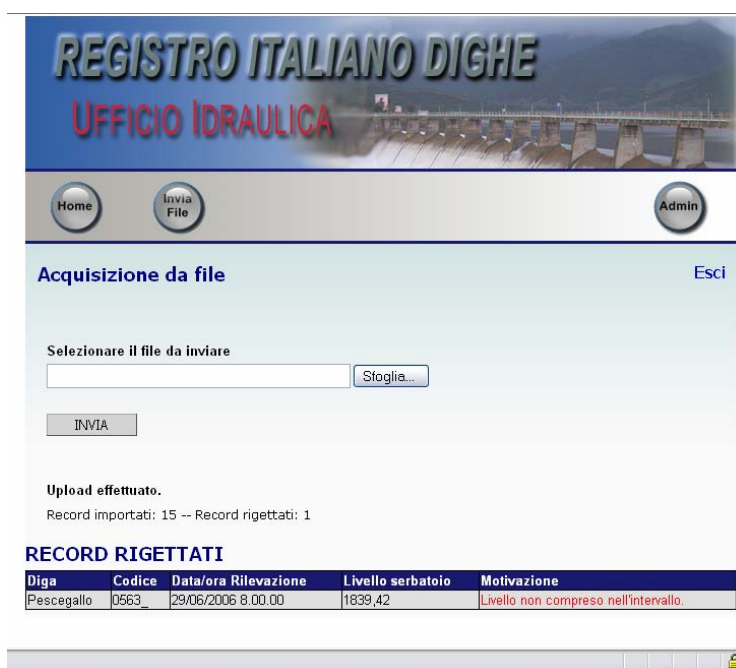 REGISTRO ITALIANO DIGHE
UFFICIO IDRAULICA
Home
Invia
File
Admin
Acquisizione da file
Esci
Selezionare il file da inviare
Sfoglia...
INVIA
Upload effettuato.
Record importati: 15 -- Record rigettati: 1
RECORD RIGETTATI
Diga Codice Data/ora Rilevazione Livello serbatoio Motivazione
Pescegallo 0563_ 29/06/2006 8.00.00 1839,42 Livello non compreso nell'intervallo.